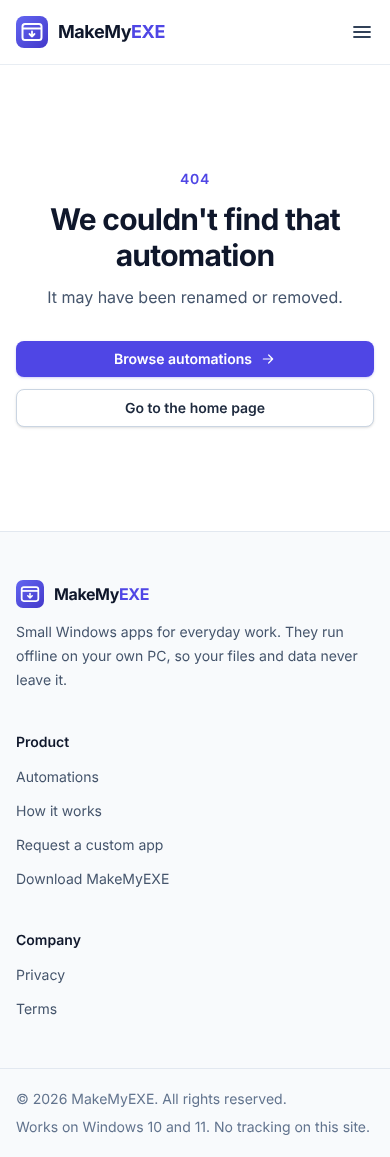 MakeMyEXE
404
We couldn't find that
automation
It may have been renamed or removed.
Browse automations →
Go to the home page
MakeMyEXE
Small Windows apps for everyday work. They run
offline on your own PC, so your files and data never
leave it.
Product
Automations
How it works
Request a custom app
Download MakeMyEXE
Company
Privacy
Terms
© 2026 MakeMyEXE. All rights reserved.
Works on Windows 10 and 11. No tracking on this site.